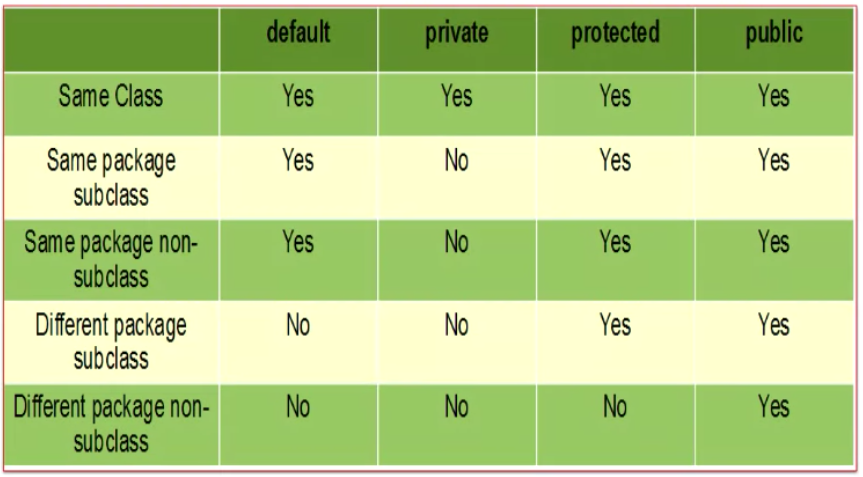 default private protected public
Same Class Yes Yes Yes Yes
Same package Yes No Yes Yes
subclass
Same package non- Yes No Yes Yes
subclass
Different package No No Yes Yes
subclass
Different package non- No No No Yes
subclass